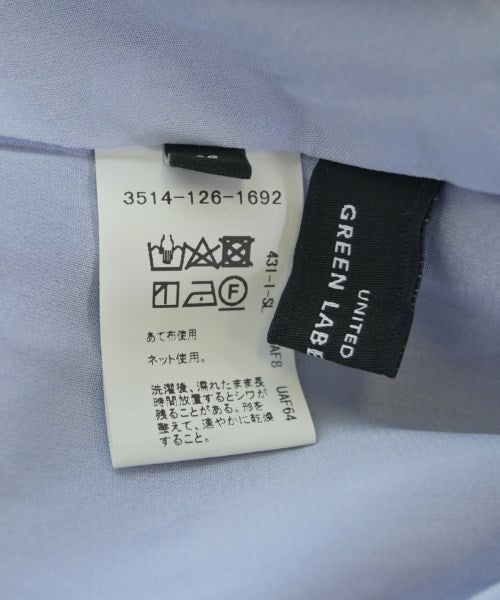 3514-126-1692
F
あて布使用
ネット使用。
洗濯後、濡れたまま長
時間放置するとシワが
残ることがある。形を
整えて、速やかに乾燥
すること。
431-1-SL
UAF64
UNITED
GREEN LABE